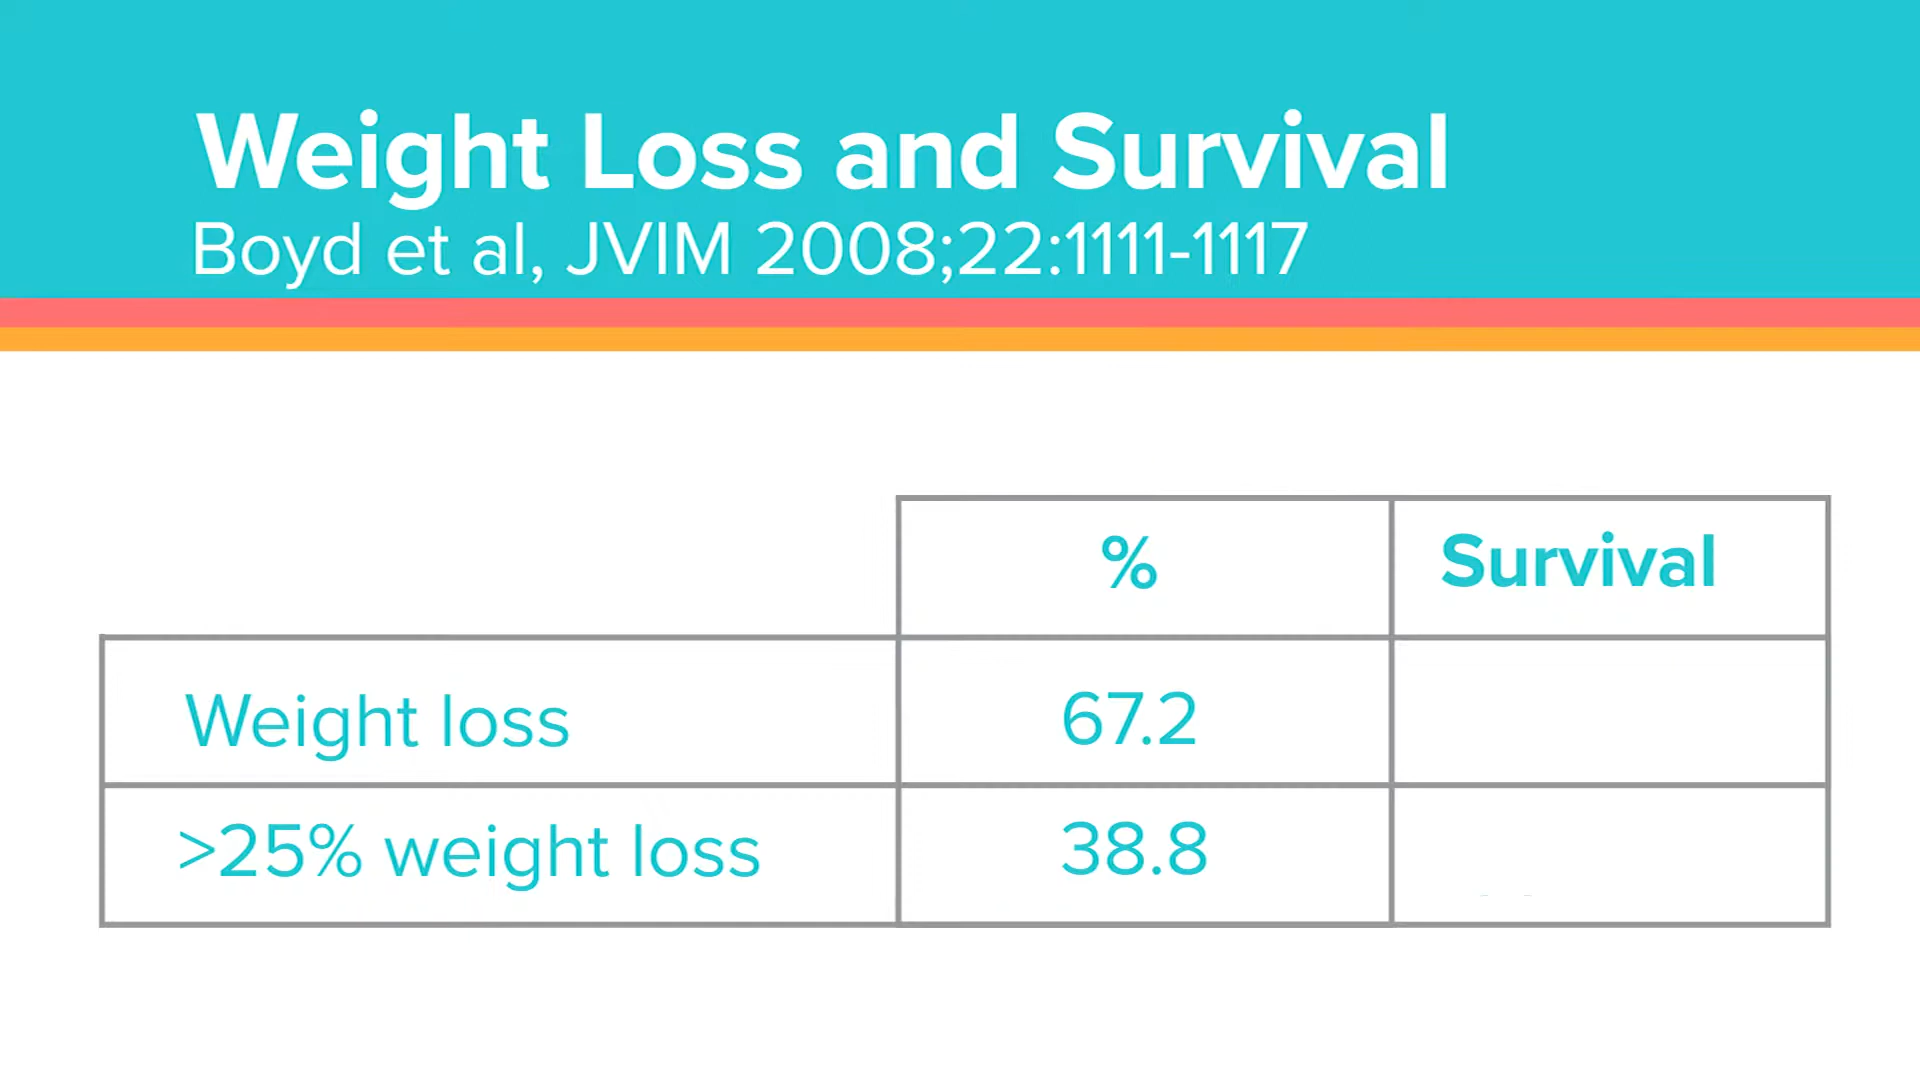 Weight Loss and Survival
Boyd et al, JVIM 2008;22:1111-1117
% Survival
Weight loss 67.2
>25% weight loss 38.8